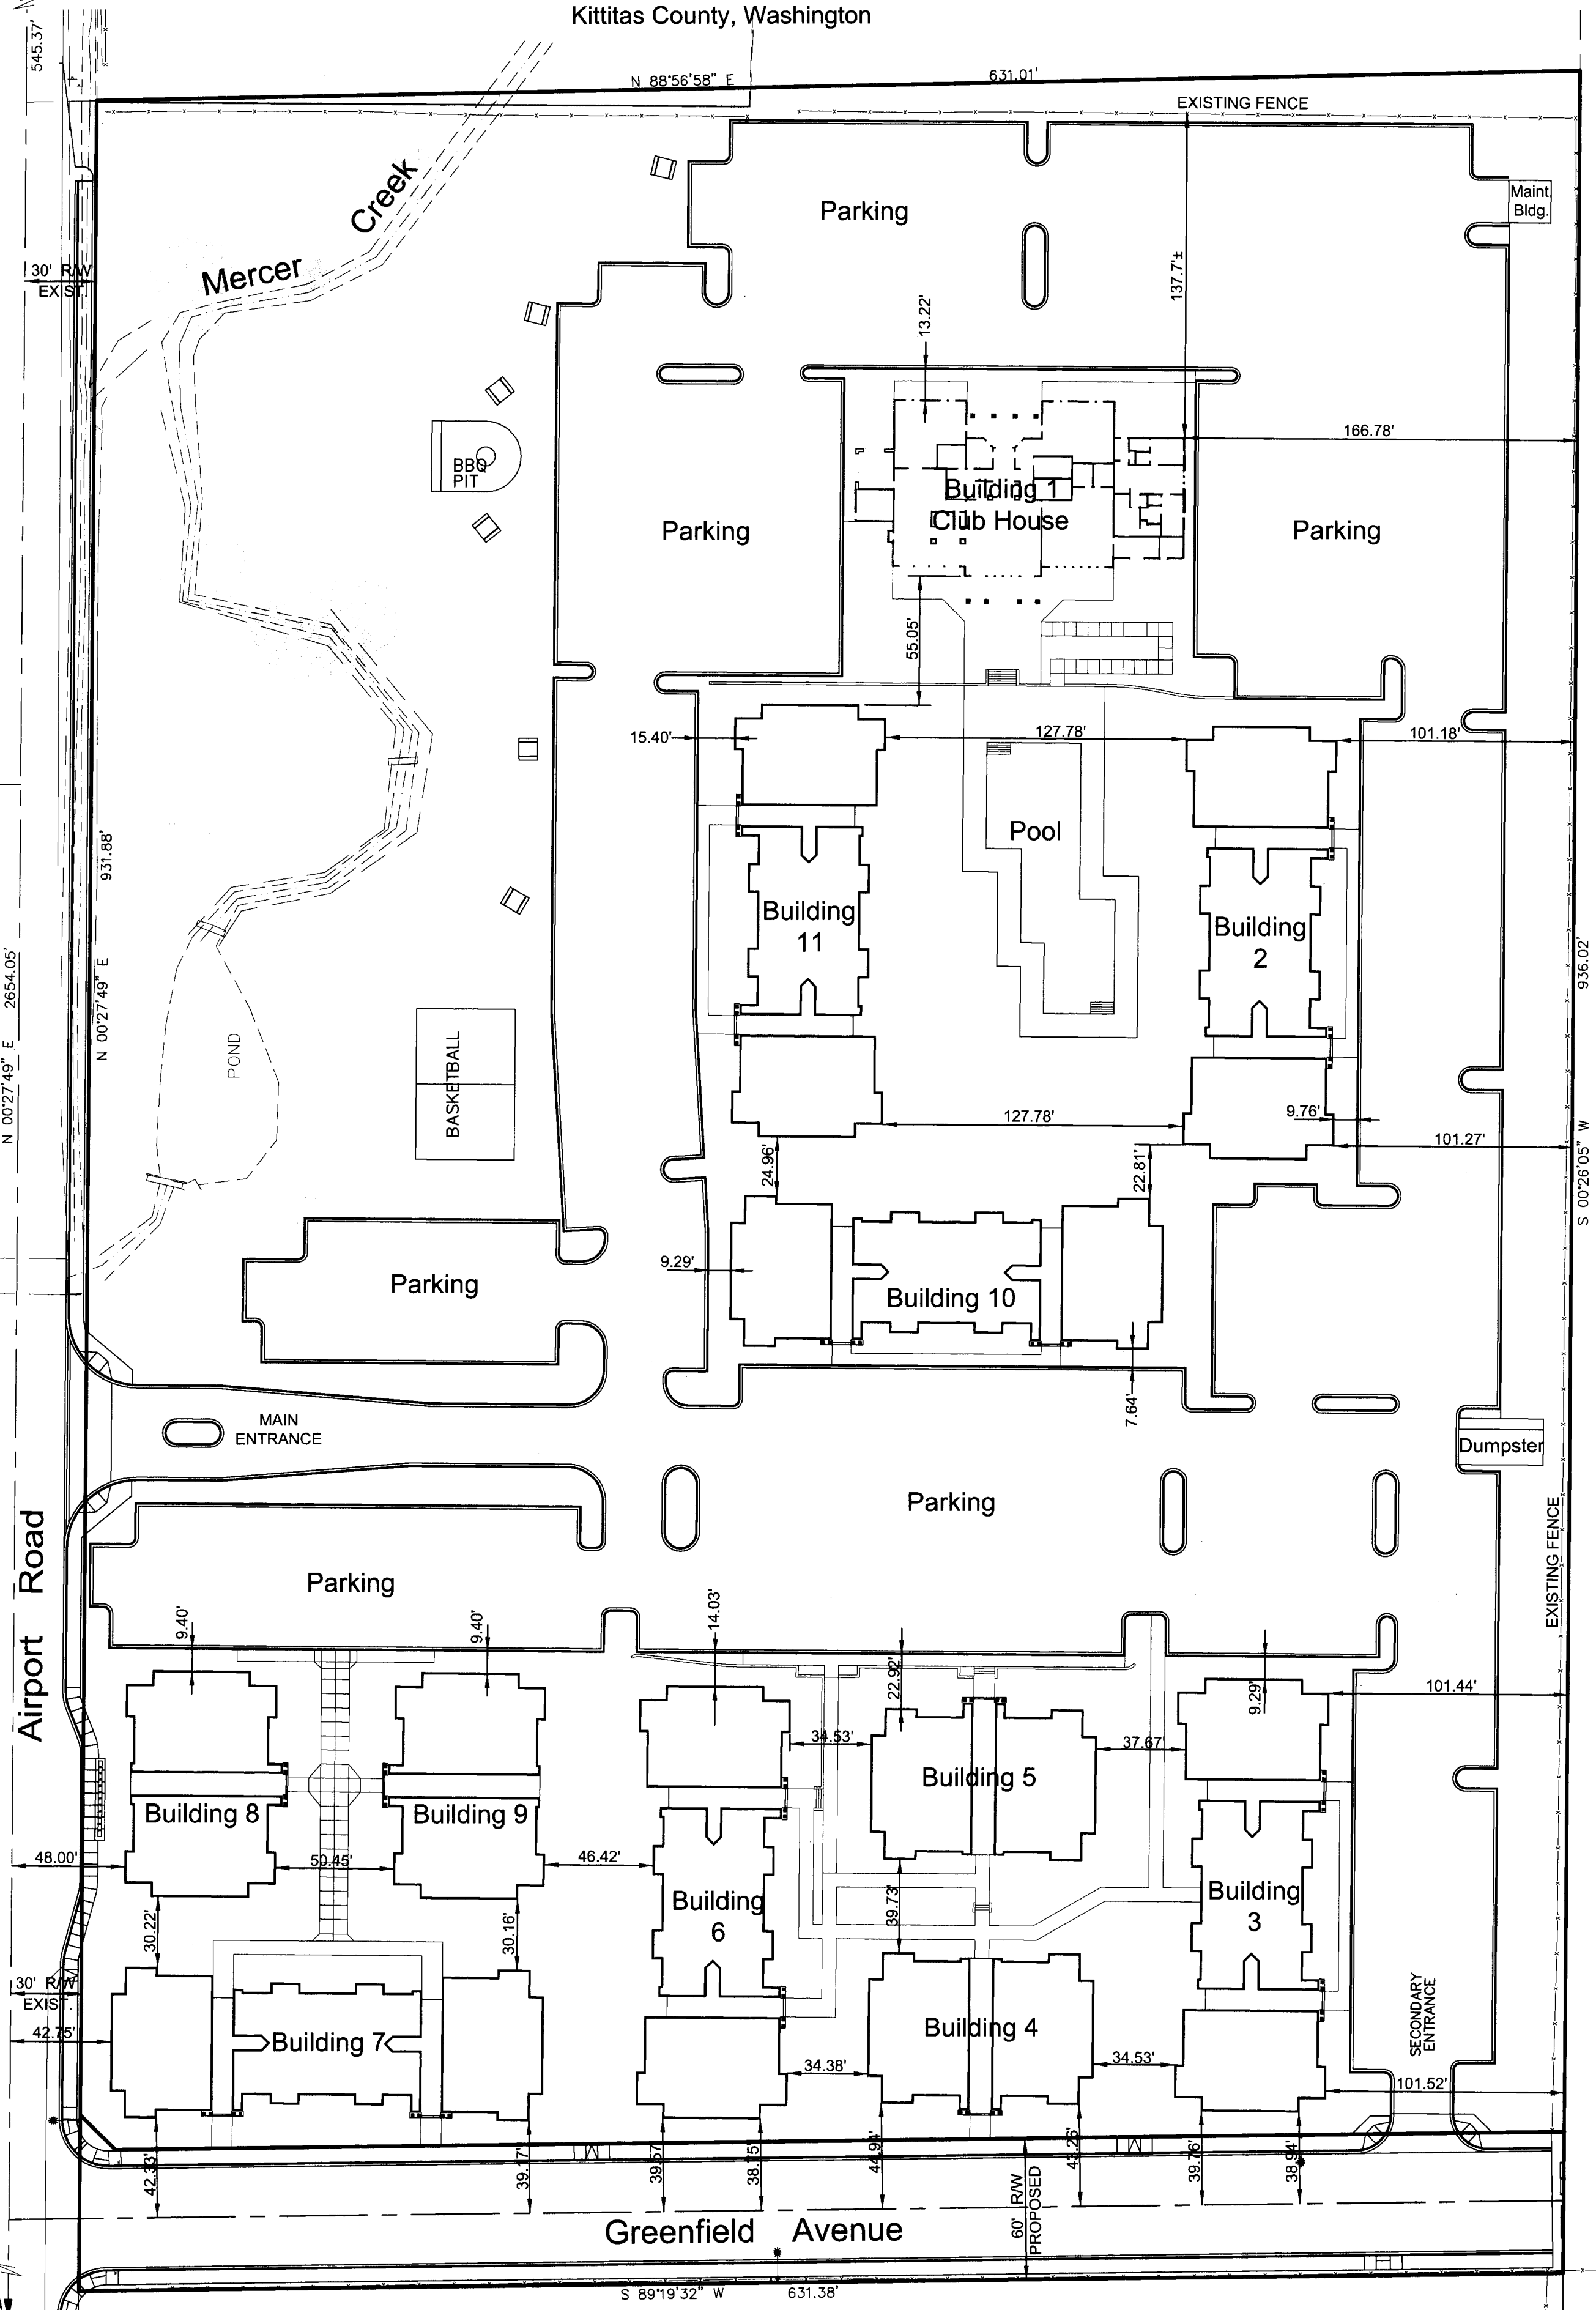 Kittitas County, Washington
545.37'
N 88°56'58" E
631.01'
EXISTING FENCE
Mercer Creek
Parking
Maint.
Bldg.
30' R/W
EXIST.
137.7'±
13.22'
166.78'
BBQ
PIT
Building 1
Club House
Parking
Parking
55.05'
15.40'
127.78'
101.18'
Pool
931.88'
N 00°27'49" E
N 00°27'49" E 2654.05'
Building
11
Building
2
936.02'
S 00°26'05" W
POND
BASKETBALL
127.78'
9.76'
101.27'
24.96'
22.81'
9.29'
Parking
Building 10
7.64'
MAIN
ENTRANCE
Dumpster
Parking
EXISTING FENCE
Airport Road
Parking
9.40'
9.40'
14.03'
22.92'
9.29'
101.44'
34.53'
37.67'
Building 5
Building 8
Building 9
48.00'
50.45'
46.42'
Building
6
39.73'
Building
3
30.22'
30.16'
30' R/W
EXIST.
42.75'
Building 7
Building 4
SECONDARY
ENTRANCE
34.38'
34.53'
101.52'
42.33'
39.17'
39.57'
38.75'
44.94'
43.26'
39.76'
38.94'
60' R/W
PROPOSED
Greenfield Avenue
S 89°19'32" W
631.38'